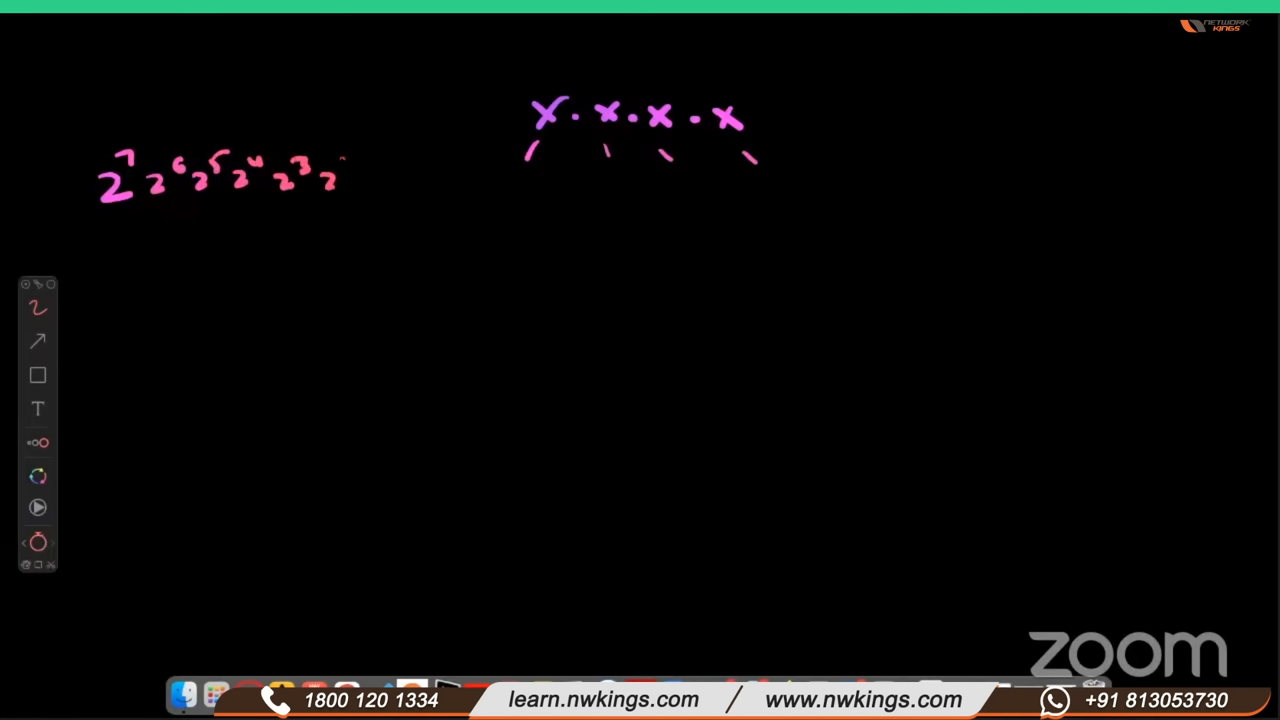 NETWORK KINGS
x . x . x . x
2⁷ 2⁶ 2⁵ 2⁴ 2³ 2
T
zoom
1800 120 1334 learn.nwkings.com / www.nwkings.com +91 813053730